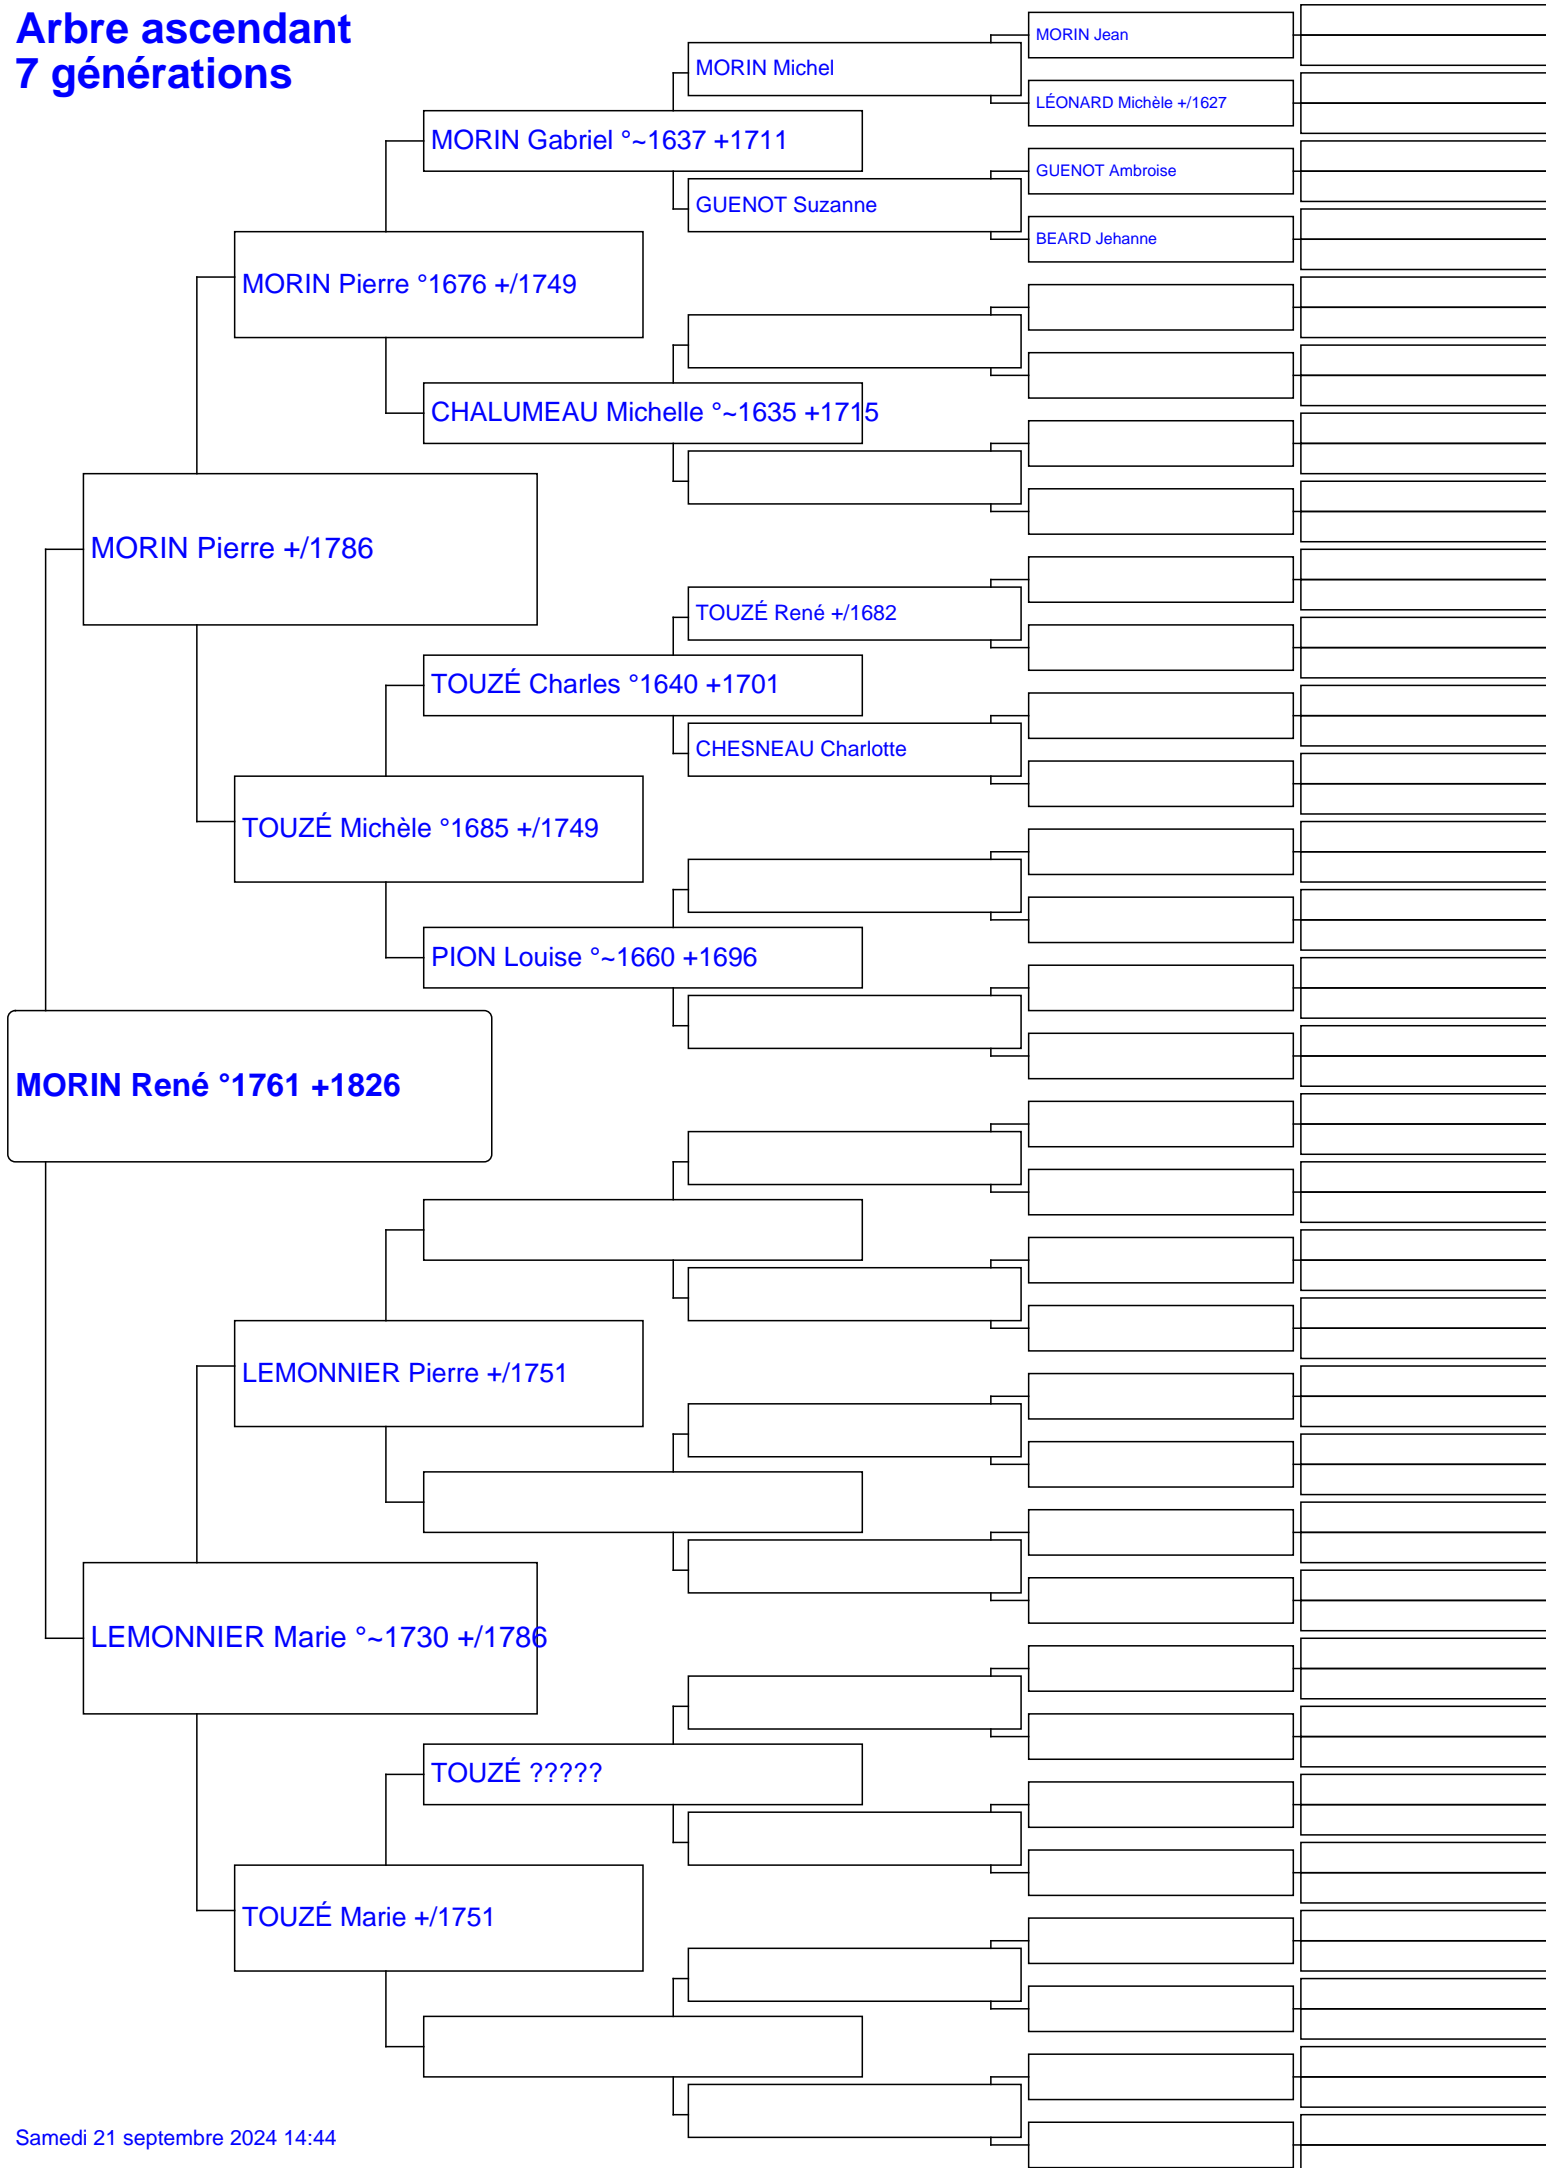 Arbre ascendant
7 générations
MORIN Jean
MORIN Michel
LÉONARD Michèle +/1627
MORIN Gabriel °~1637 +1711
GUENOT Ambroise
GUENOT Suzanne
BEARD Jehanne
MORIN Pierre °1676 +/1749
CHALUMEAU Michelle °~1635 +1715
MORIN Pierre +/1786
TOUZÉ René +/1682
TOUZÉ Charles °1640 +1701
CHESNEAU Charlotte
TOUZÉ Michèle °1685 +/1749
PION Louise °~1660 +1696
MORIN René °1761 +1826
LEMONNIER Pierre +/1751
LEMONNIER Marie °~1730 +/1786
TOUZÉ ?????
TOUZÉ Marie +/1751
Samedi 21 septembre 2024 14:44